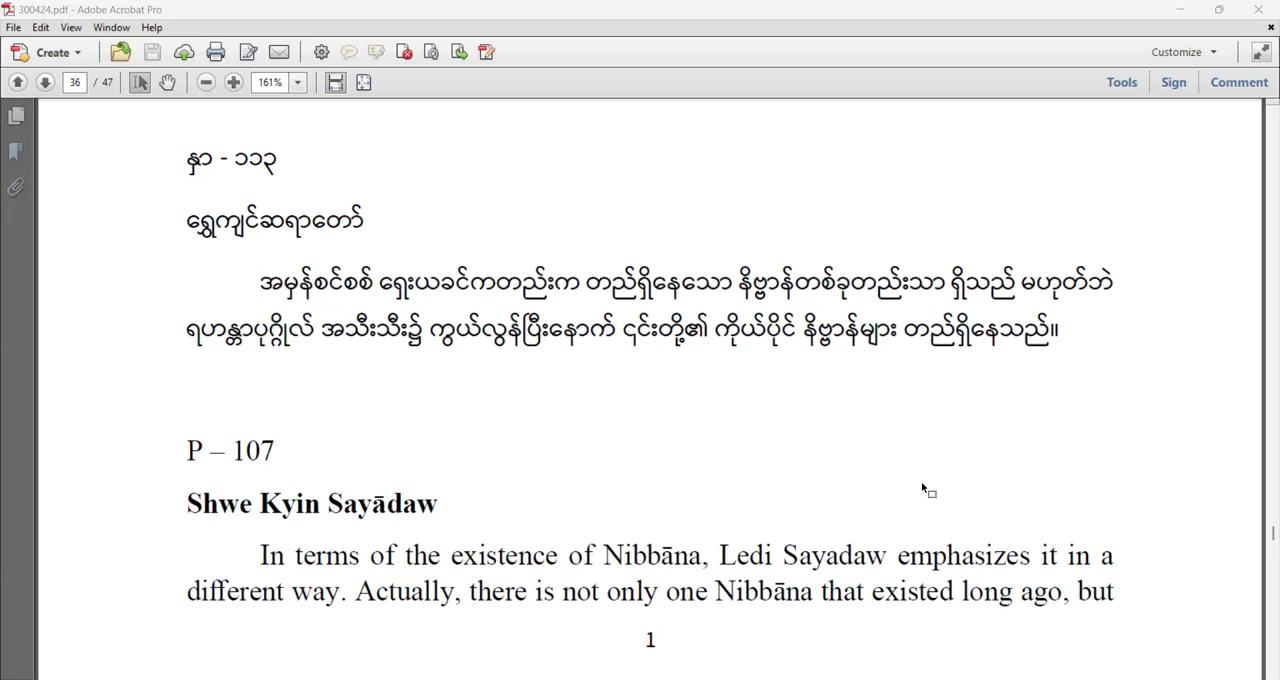 300424.pdf - Adobe Acrobat Pro
File Edit View Window Help
Create Customize
36 / 47 161% Tools Sign Comment
နှာ - ၁၁၃
ရွှေကျင်ဆရာတော်
အမှန်စင်စစ် ရှေးယခင်ကတည်းက တည်ရှိနေသော နိဗ္ဗာန်တစ်ခုတည်းသာ ရှိသည် မဟုတ်ဘဲ
ရဟန္တာပုဂ္ဂိုလ် အသီးသီး၌ ကွယ်လွန်ပြီးနောက် ၎င်းတို့၏ ကိုယ်ပိုင် နိဗ္ဗာန်များ တည်ရှိနေသည်။
P – 107
Shwe Kyin Sayādaw
In terms of the existence of Nibbāna, Ledi Sayadaw emphasizes it in a
different way. Actually, there is not only one Nibbāna that existed long ago, but
1